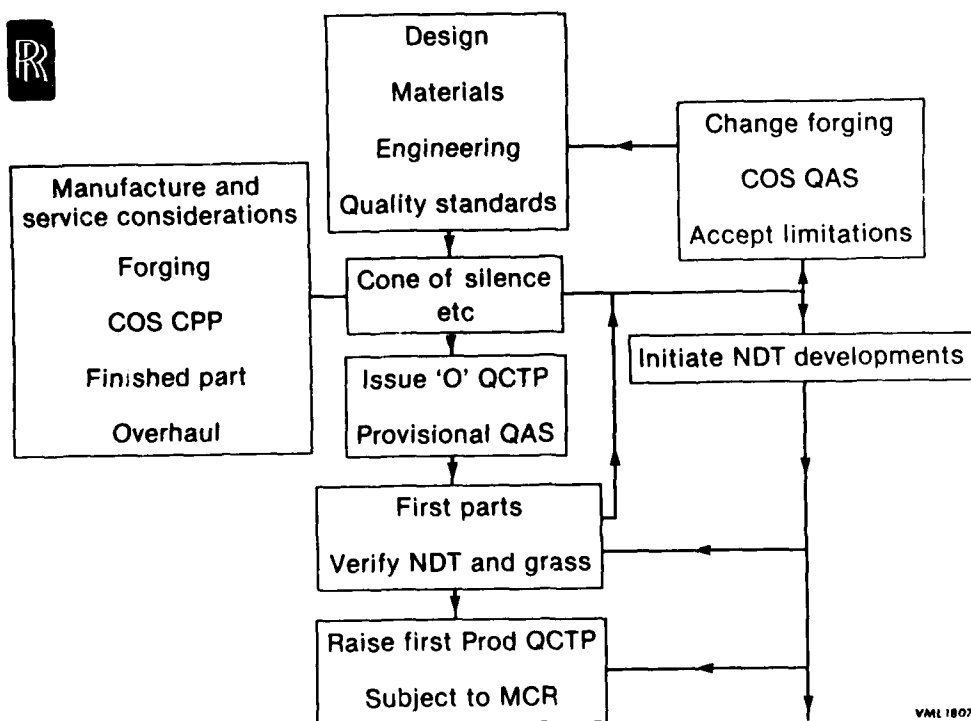 RR
Design
Materials
Engineering
Quality standards
Change forging
COS QAS
Accept limitations
Manufacture and
service considerations
Forging
COS CPP
Finished part
Overhaul
Cone of silence
etc
Initiate NDT developments
Issue ‘O’ QCTP
Provisional QAS
First parts
Verify NDT and grass
Raise first Prod QCTP
Subject to MCR